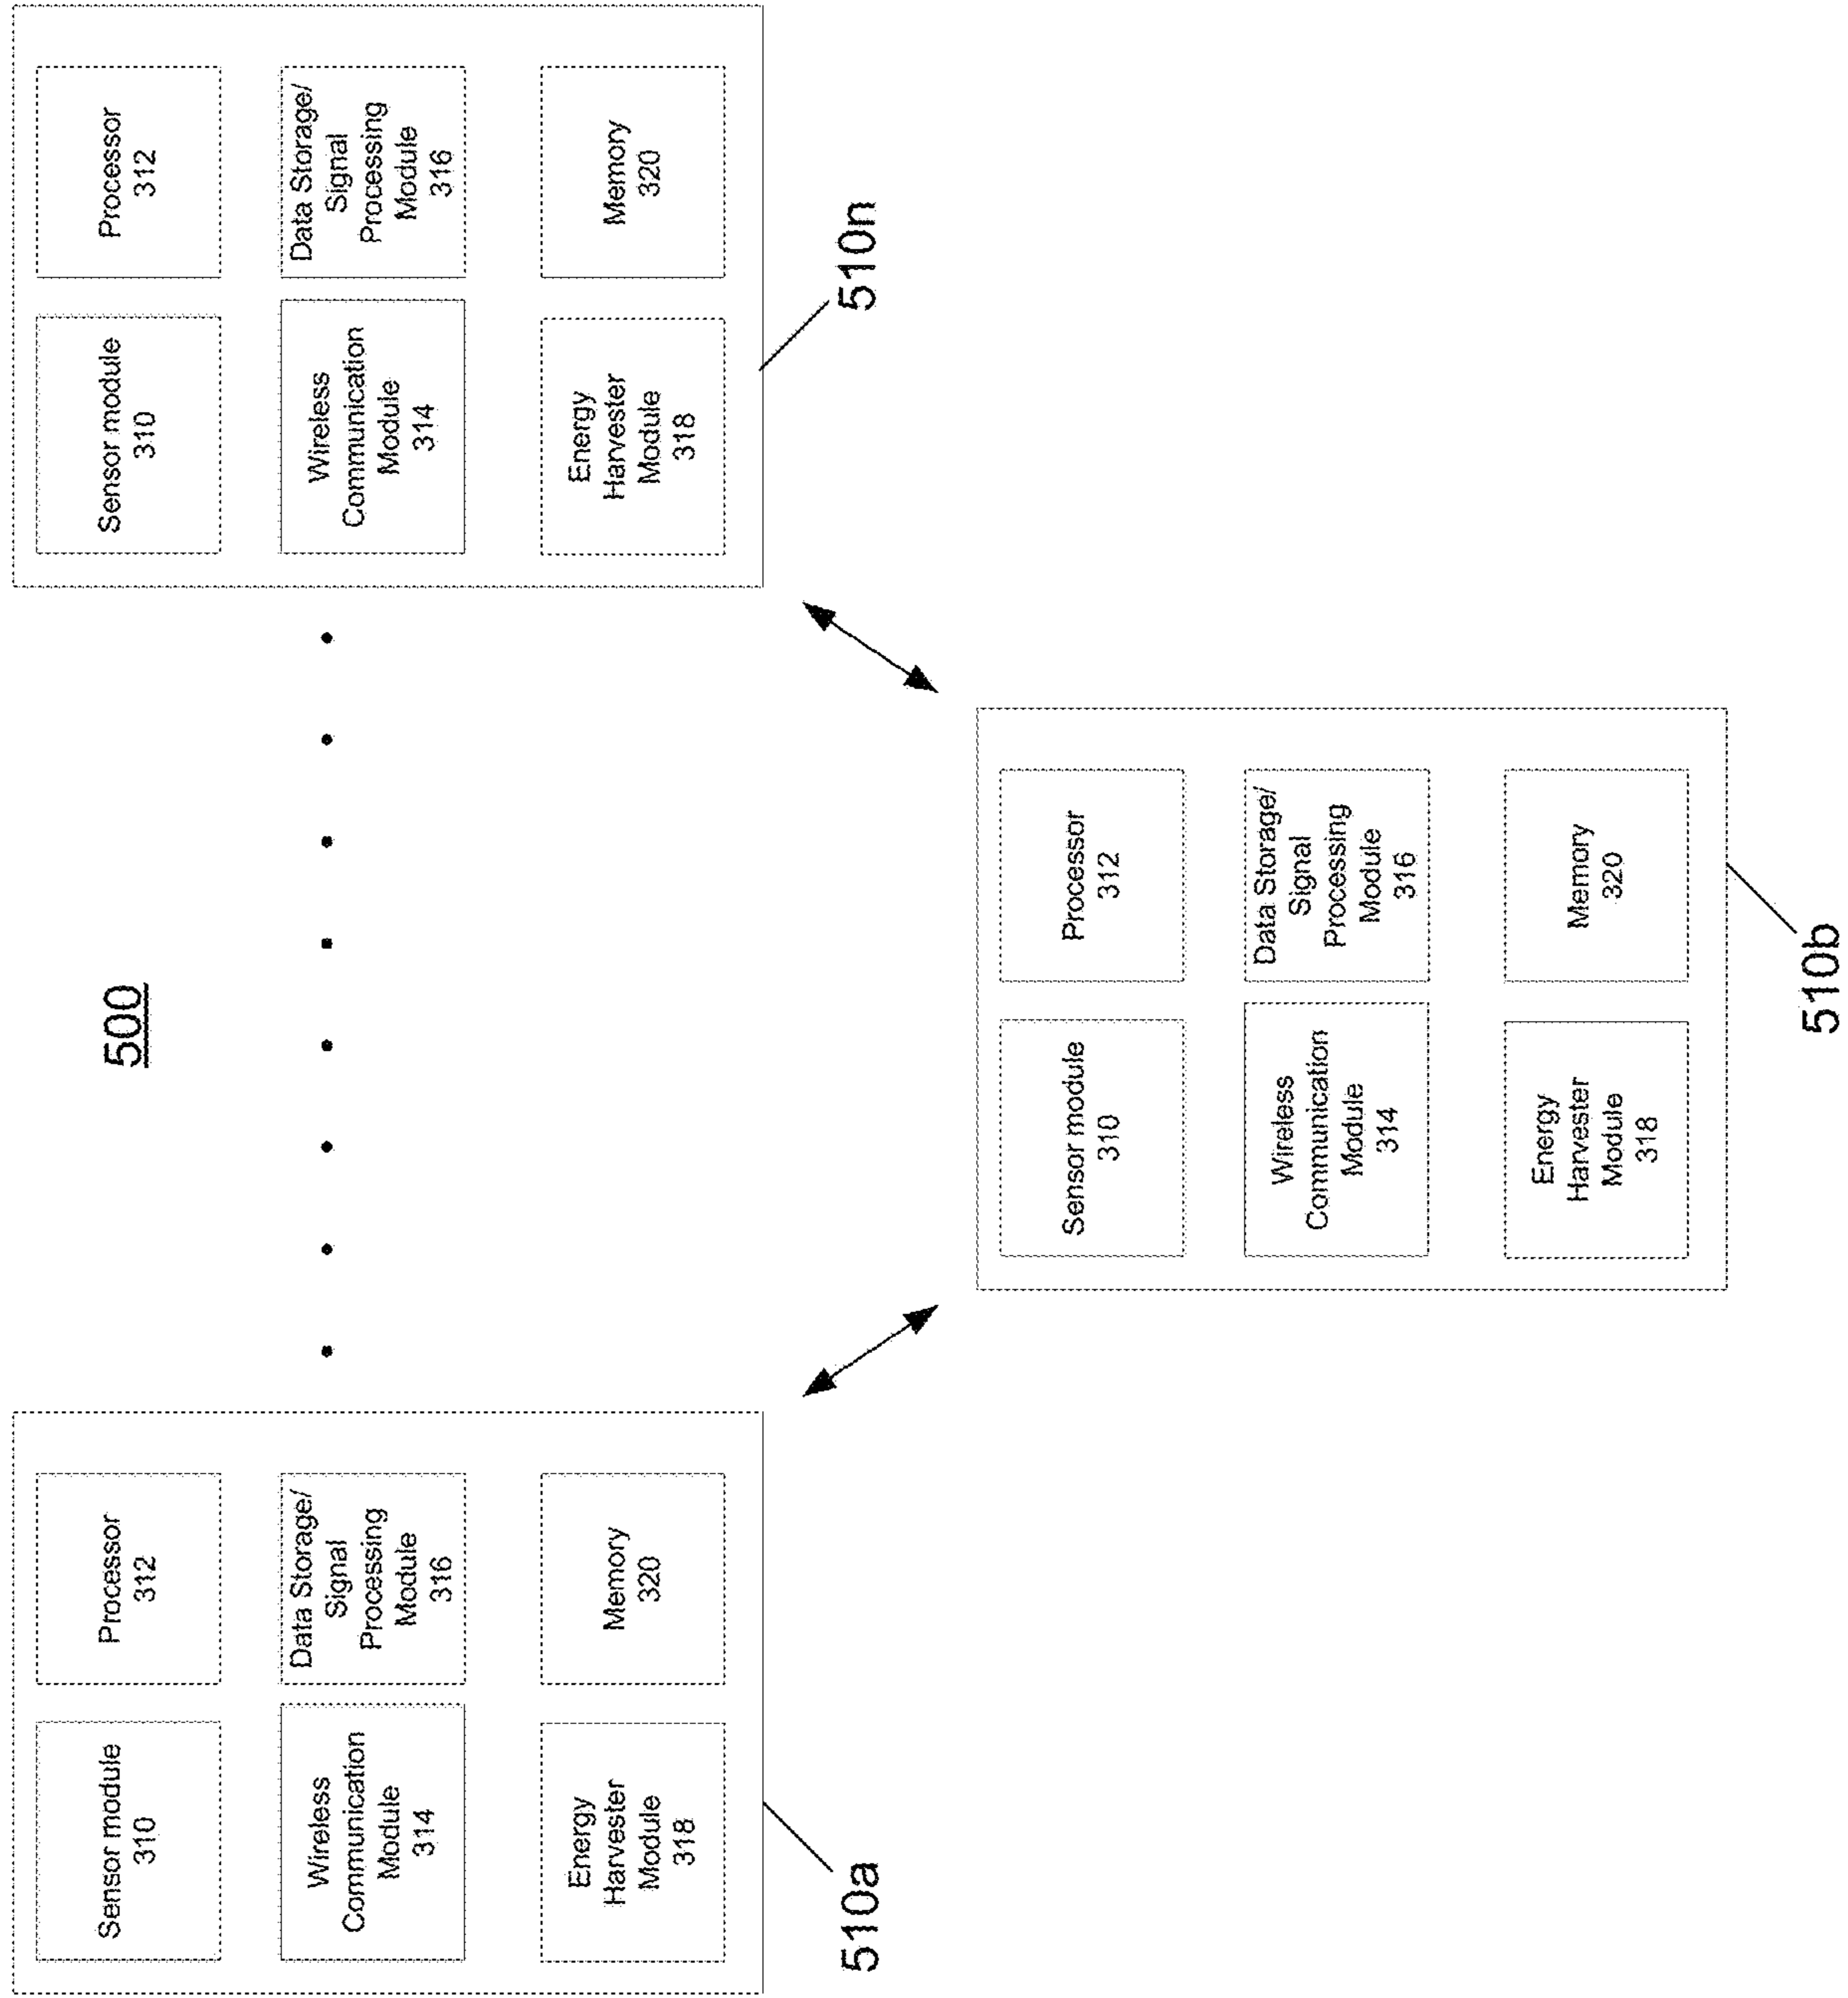 500
Sensor module
310
Processor
312
Wireless
Communication
Module
314
Data Storage/
Signal
Processing
Module
316
Energy
Harvester
Module
318
Memory
320
510a
Sensor module
310
Processor
312
Wireless
Communication
Module
314
Data Storage/
Signal
Processing
Module
316
Energy
Harvester
Module
318
Memory
320
510b
Sensor module
310
Processor
312
Wireless
Communication
Module
314
Data Storage/
Signal
Processing
Module
316
Energy
Harvester
Module
318
Memory
320
510n